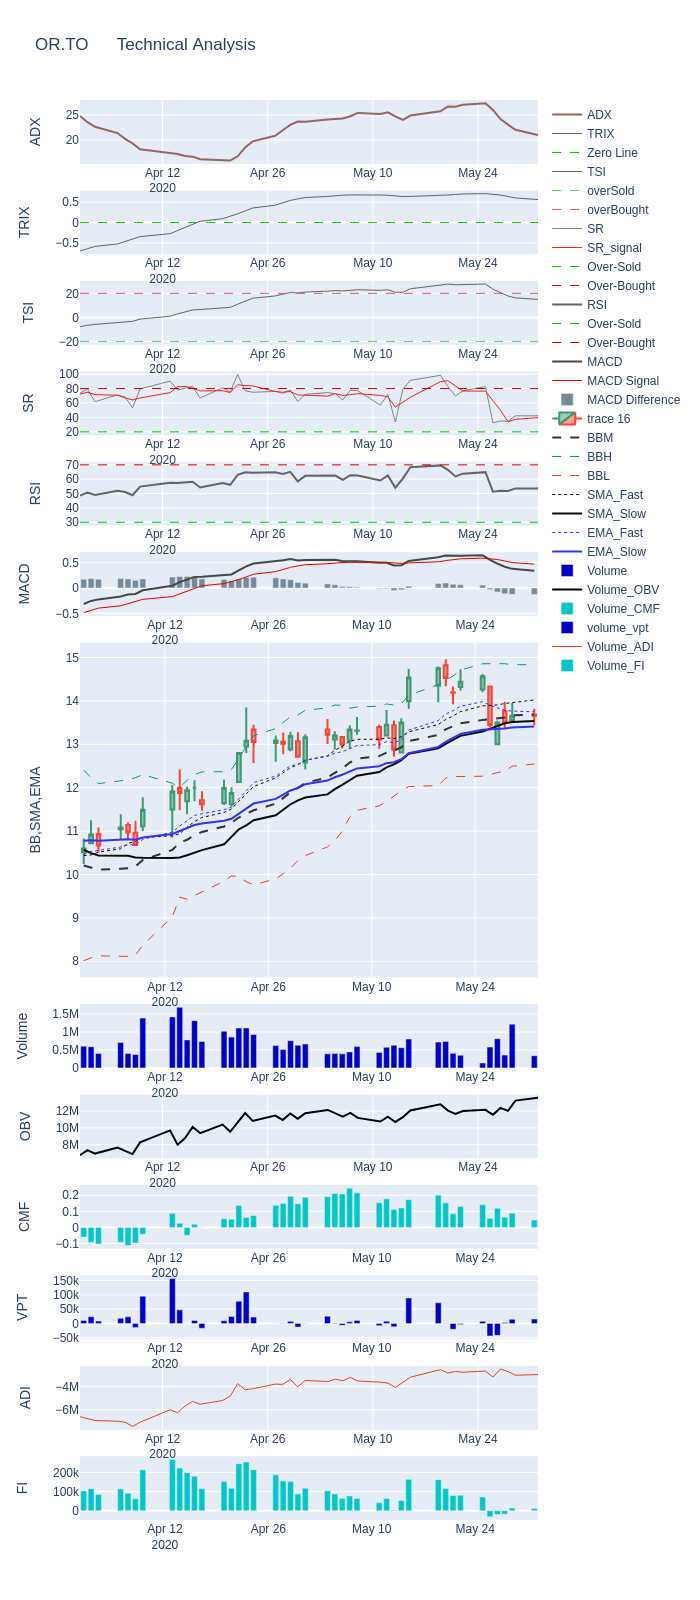 OR.TO Technical Analysis
ADX
25
20
Apr 12
2020
Apr 26
May 10
May 24
TRIX
0.5
0
−0.5
Apr 12
2020
Apr 26
May 10
May 24
TSI
20
0
−20
Apr 12
2020
Apr 26
May 10
May 24
SR
100
80
60
40
20
Apr 12
2020
Apr 26
May 10
May 24
RSI
70
60
50
40
30
Apr 12
2020
Apr 26
May 10
May 24
MACD
0.5
0
−0.5
Apr 12
2020
Apr 26
May 10
May 24
BB,SMA,EMA
15
14
13
12
11
10
9
8
Apr 12
2020
Apr 26
May 10
May 24
Volume
1.5M
1M
0.5M
0
Apr 12
2020
Apr 26
May 10
May 24
OBV
12M
10M
8M
Apr 12
2020
Apr 26
May 10
May 24
CMF
0.2
0.1
0
−0.1
Apr 12
2020
Apr 26
May 10
May 24
VPT
150k
100k
50k
0
−50k
Apr 12
2020
Apr 26
May 10
May 24
ADI
−4M
−6M
Apr 12
2020
Apr 26
May 10
May 24
FI
200k
100k
0
Apr 12
2020
Apr 26
May 10
May 24
ADX
TRIX
Zero Line
TSI
overSold
overBought
SR
SR_signal
Over-Sold
Over-Bought
RSI
Over-Sold
Over-Bought
MACD
MACD Signal
MACD Difference
trace 16
BBM
BBH
BBL
SMA_Fast
SMA_Slow
EMA_Fast
EMA_Slow
Volume
Volume_OBV
Volume_CMF
volume_vpt
Volume_ADI
Volume_FI